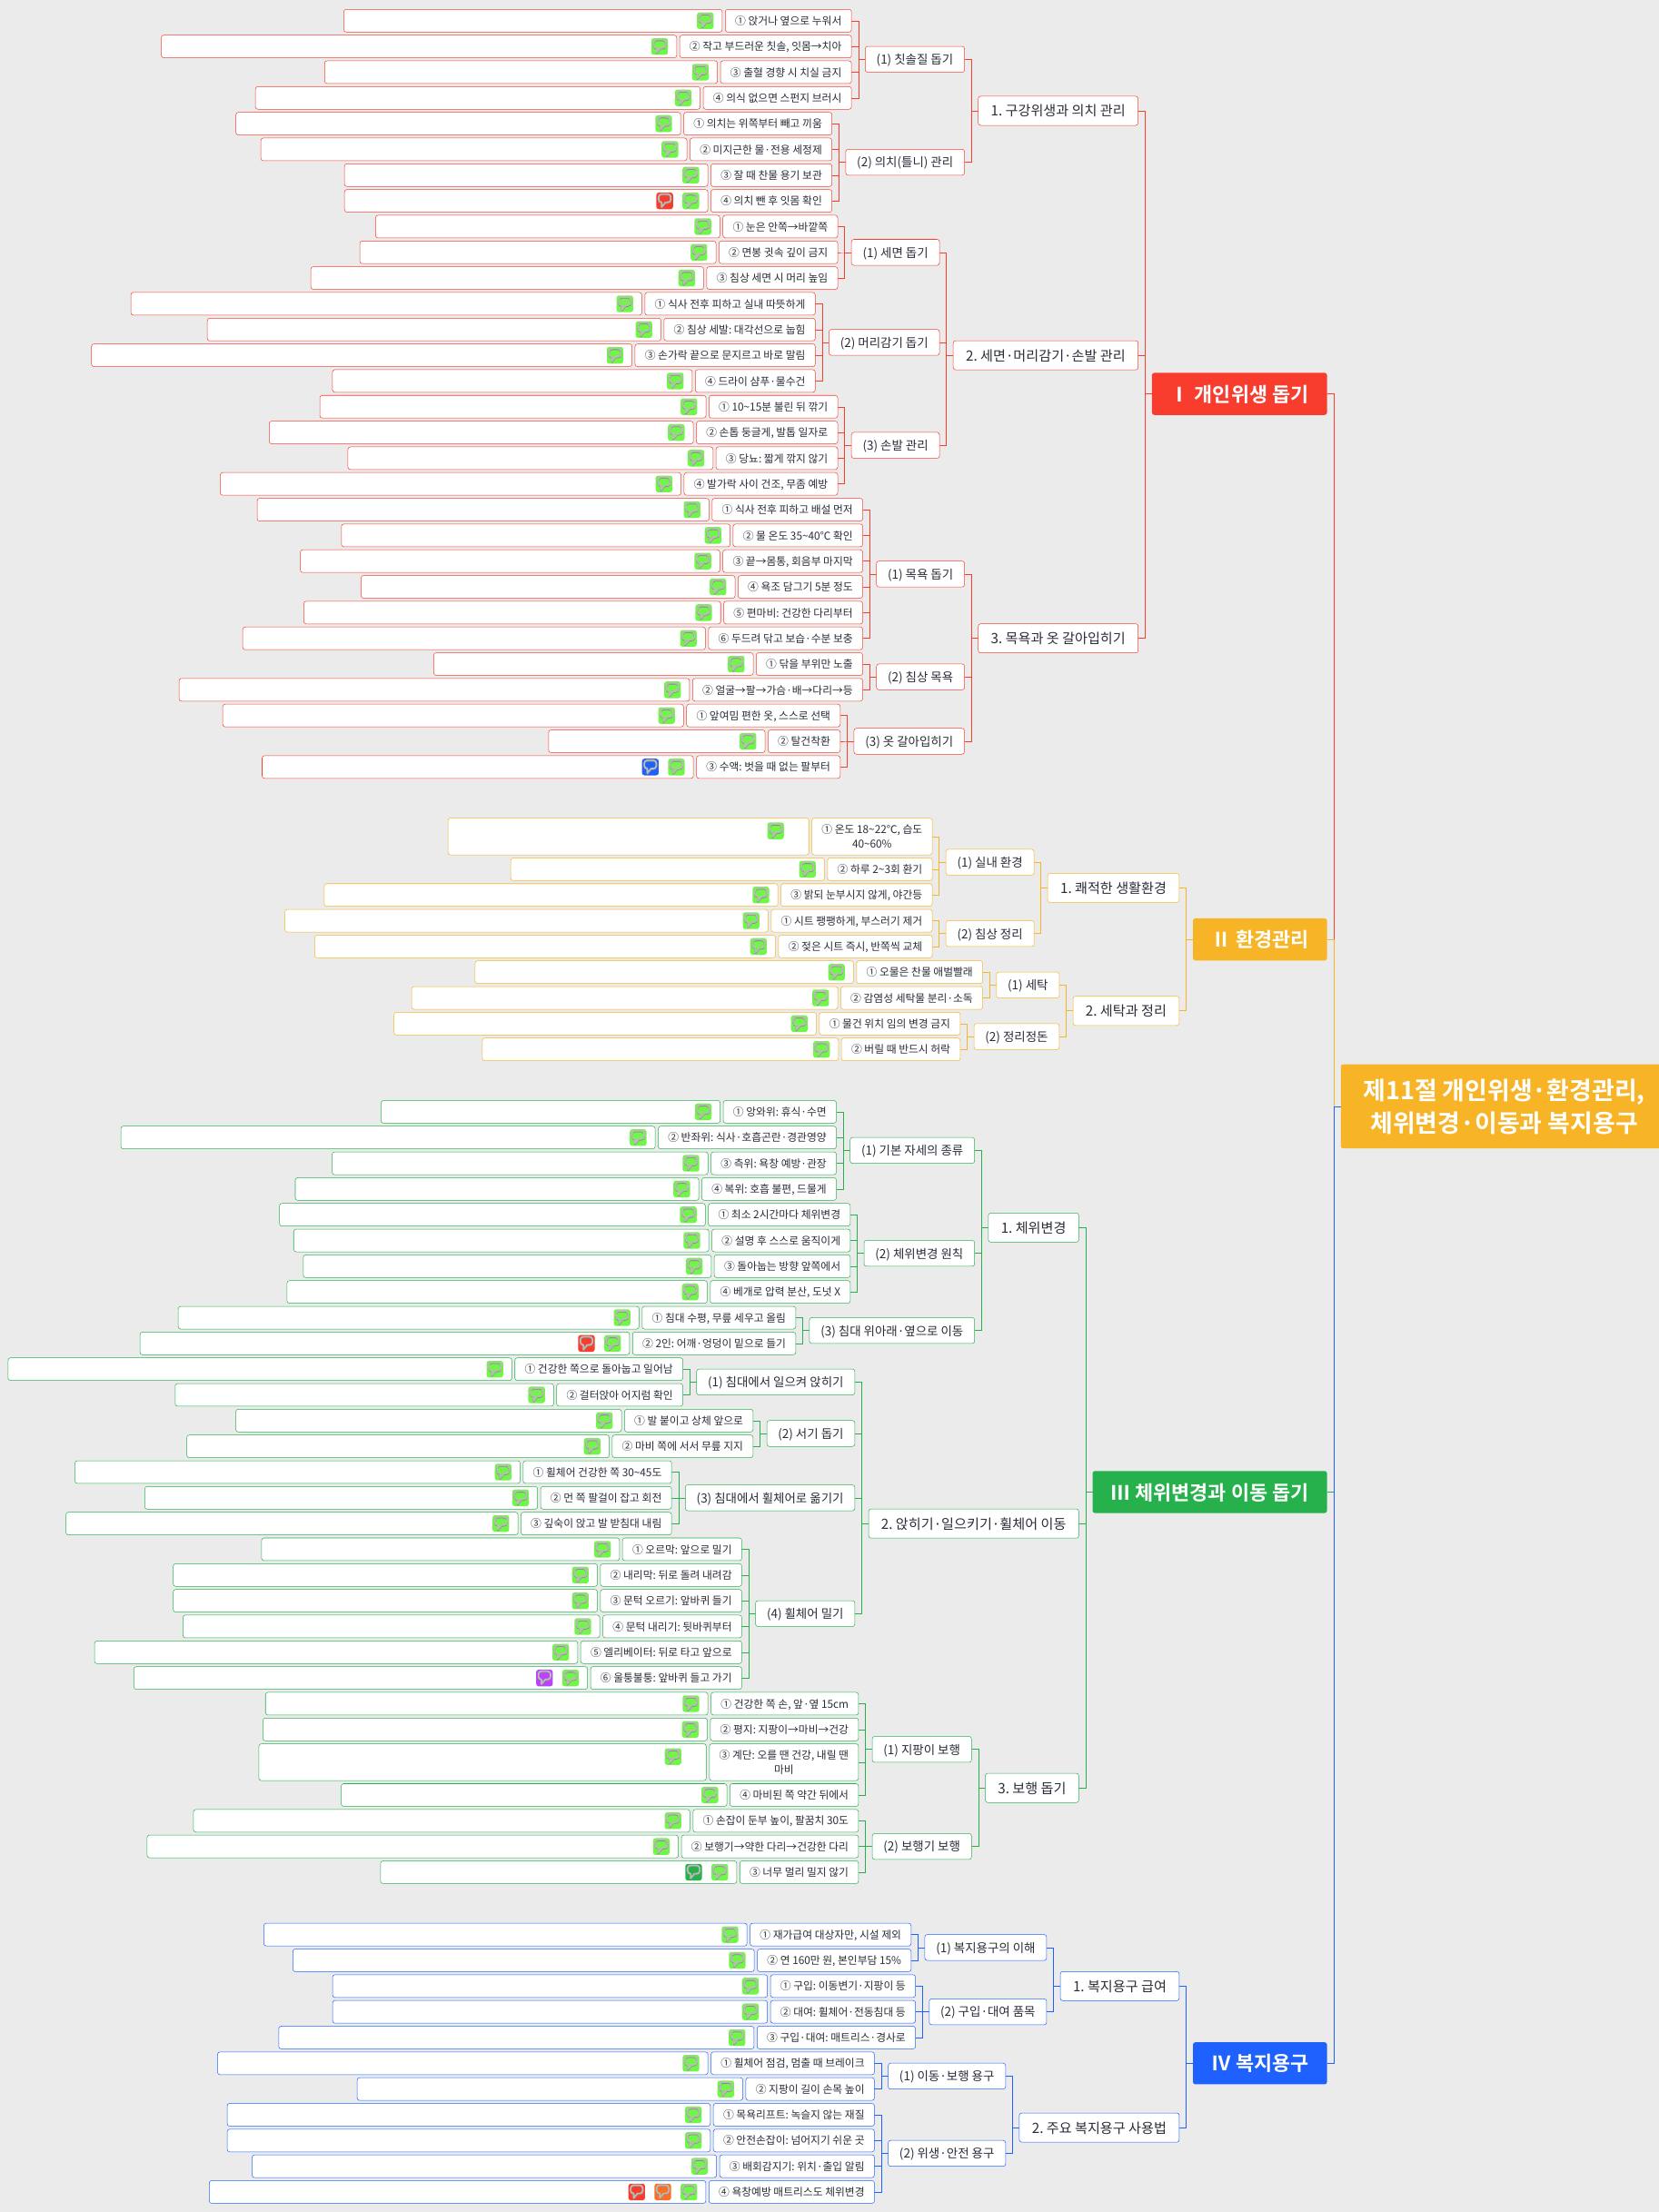 제11절 개인위생·환경관리,
체위변경·이동과 복지용구
Ⅰ 개인위생 돕기
1. 구강위생과 의치 관리
(1) 칫솔질 돕기
① 앉거나 옆으로 누워서
② 작고 부드러운 칫솔, 잇몸→치아
③ 출혈 경향 시 치실 금지
④ 의식 없으면 스펀지 브러시
(2) 의치(틀니) 관리
① 의치는 위쪽부터 빼고 끼움
② 미지근한 물·전용 세정제
③ 잘 때 찬물 용기 보관
④ 의치 뺀 후 잇몸 확인
2. 세면·머리감기·손발 관리
(1) 세면 돕기
① 눈은 안쪽→바깥쪽
② 면봉 귓속 깊이 금지
③ 침상 세면 시 머리 높임
(2) 머리감기 돕기
① 식사 전후 피하고 실내 따뜻하게
② 침상 세발: 대각선으로 눕힘
③ 손가락 끝으로 문지르고 바로 말림
④ 드라이 샴푸·물수건
(3) 손발 관리
① 10~15분 불린 뒤 깎기
② 손톱 둥글게, 발톱 일자로
③ 당뇨: 짧게 깎지 않기
④ 발가락 사이 건조, 무좀 예방
3. 목욕과 옷 갈아입히기
(1) 목욕 돕기
① 식사 전후 피하고 배설 먼저
② 물 온도 35~40℃ 확인
③ 끝→몸통, 회음부 마지막
④ 욕조 담그기 5분 정도
⑤ 편마비: 건강한 다리부터
⑥ 두드려 닦고 보습·수분 보충
(2) 침상 목욕
① 닦을 부위만 노출
② 얼굴→팔→가슴·배→다리→등
(3) 옷 갈아입히기
① 앞여밈 편한 옷, 스스로 선택
② 탈건착환
③ 수액: 벗을 때 없는 팔부터
Ⅱ 환경관리
1. 쾌적한 생활환경
(1) 실내 환경
① 온도 18~22℃, 습도
40~60%
② 하루 2~3회 환기
③ 밝되 눈부시지 않게, 야간등
(2) 침상 정리
① 시트 팽팽하게, 부스러기 제거
② 젖은 시트 즉시, 반쪽씩 교체
2. 세탁과 정리
(1) 세탁
① 오물은 찬물 애벌빨래
② 감염성 세탁물 분리·소독
(2) 정리정돈
① 물건 위치 임의 변경 금지
② 버릴 때 반드시 허락
Ⅲ 체위변경과 이동 돕기
1. 체위변경
(1) 기본 자세의 종류
① 앙와위: 휴식·수면
② 반좌위: 식사·호흡곤란·경관영양
③ 측위: 욕창 예방·관장
④ 복위: 호흡 불편, 드물게
(2) 체위변경 원칙
① 최소 2시간마다 체위변경
② 설명 후 스스로 움직이게
③ 돌아눕는 방향 앞쪽에서
④ 베개로 압력 분산, 도넛 X
(3) 침대 위아래·옆으로 이동
① 침대 수평, 무릎 세우고 올림
② 2인: 어깨·엉덩이 밑으로 들기
2. 앉히기·일으키기·휠체어 이동
(1) 침대에서 일으켜 앉히기
① 건강한 쪽으로 돌아눕고 일어남
② 걸터앉아 어지럼 확인
(2) 서기 돕기
① 발 붙이고 상체 앞으로
② 마비 쪽에 서서 무릎 지지
(3) 침대에서 휠체어로 옮기기
① 휠체어 건강한 쪽 30~45도
② 먼 쪽 팔걸이 잡고 회전
③ 깊숙이 앉고 발 받침대 내림
(4) 휠체어 밀기
① 오르막: 앞으로 밀기
② 내리막: 뒤로 돌려 내려감
③ 문턱 오르기: 앞바퀴 들기
④ 문턱 내리기: 뒷바퀴부터
⑤ 엘리베이터: 뒤로 타고 앞으로
⑥ 울퉁불퉁: 앞바퀴 들고 가기
3. 보행 돕기
(1) 지팡이 보행
① 건강한 쪽 손, 앞·옆 15cm
② 평지: 지팡이→마비→건강
③ 계단: 오를 땐 건강, 내릴 땐
마비
④ 마비된 쪽 약간 뒤에서
(2) 보행기 보행
① 손잡이 둔부 높이, 팔꿈치 30도
② 보행기→약한 다리→건강한 다리
③ 너무 멀리 밀지 않기
Ⅳ 복지용구
1. 복지용구 급여
(1) 복지용구의 이해
① 재가급여 대상자만, 시설 제외
② 연 160만 원, 본인부담 15%
(2) 구입·대여 품목
① 구입: 이동변기·지팡이 등
② 대여: 휠체어·전동침대 등
③ 구입·대여: 매트리스·경사로
2. 주요 복지용구 사용법
(1) 이동·보행 용구
① 휠체어 점검, 멈출 때 브레이크
② 지팡이 길이 손목 높이
(2) 위생·안전 용구
① 목욕리프트: 녹슬지 않는 재질
② 안전손잡이: 넘어지기 쉬운 곳
③ 배회감지기: 위치·출입 알림
④ 욕창예방 매트리스도 체위변경